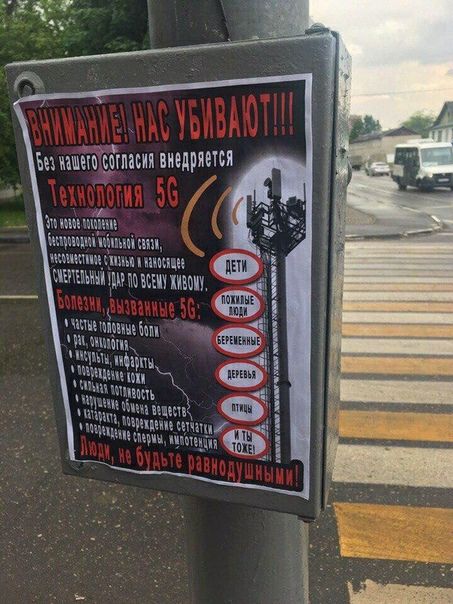 ВНИМАНИЕ! НАС УБИВАЮТ!!!
Без нашего согласия внедряется
Технология 5G
Это новое поколение
беспроводной мобильной связи,
несовместимое с жизнью и наносящее
СМЕРТЕЛЬНЫЙ УДАР ПО ВСЕМУ ЖИВОМУ.
Болезни, вызванные 5G:
• частые головные боли
• рак, онкология
• инсульты, инфаркты
• повреждение кожи
• сильная потливость
• нарушение обмена веществ
• катаракта, повреждение сетчатки
• повреждение спермы, импотенция
ДЕТИ
ПОЖИЛЫЕ
ЛЮДИ
БЕРЕМЕННЫЕ
ДЕРЕВЬЯ
ПТИЦЫ
И ТЫ
ТОЖЕ!
Люди, не будьте равнодушными!